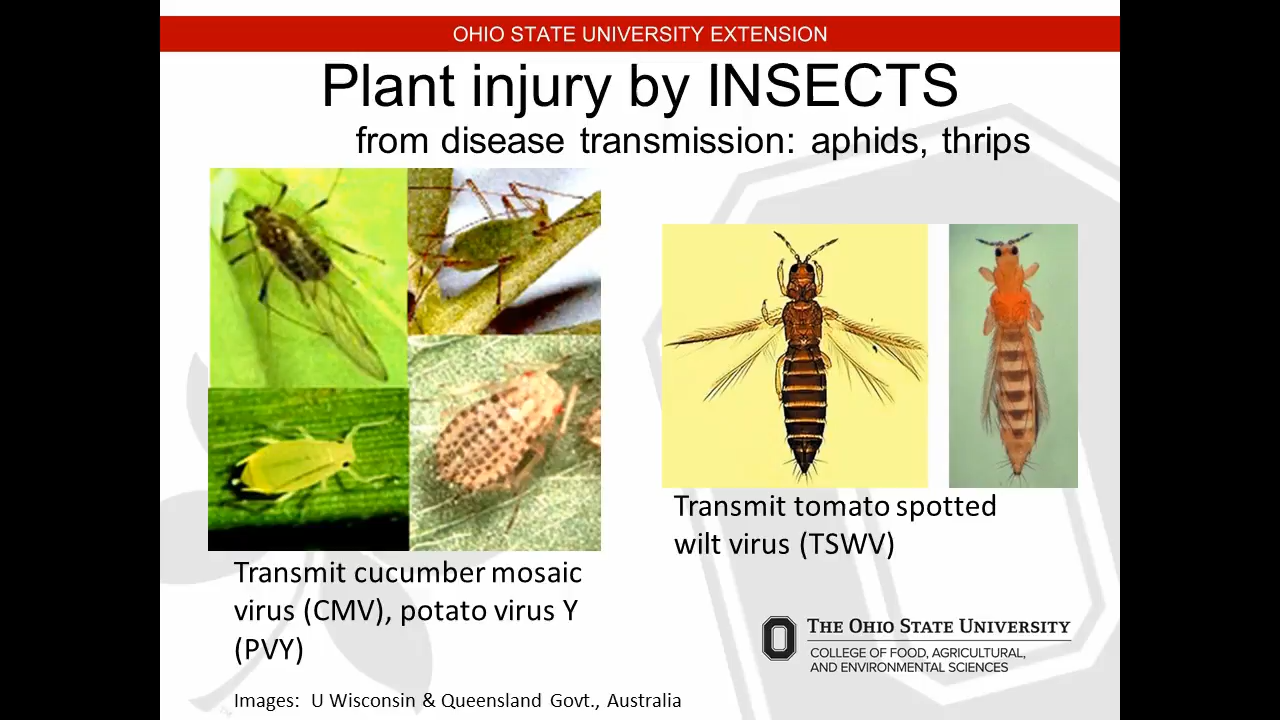 OHIO STATE UNIVERSITY EXTENSION
Plant injury by INSECTS
from disease transmission: aphids, thrips
Transmit cucumber mosaic
virus (CMV), potato virus Y
(PVY)
Transmit tomato spotted
wilt virus (TSWV)
THE OHIO STATE UNIVERSITY
COLLEGE OF FOOD, AGRICULTURAL,
AND ENVIRONMENTAL SCIENCES
Images: U Wisconsin & Queensland Govt., Australia